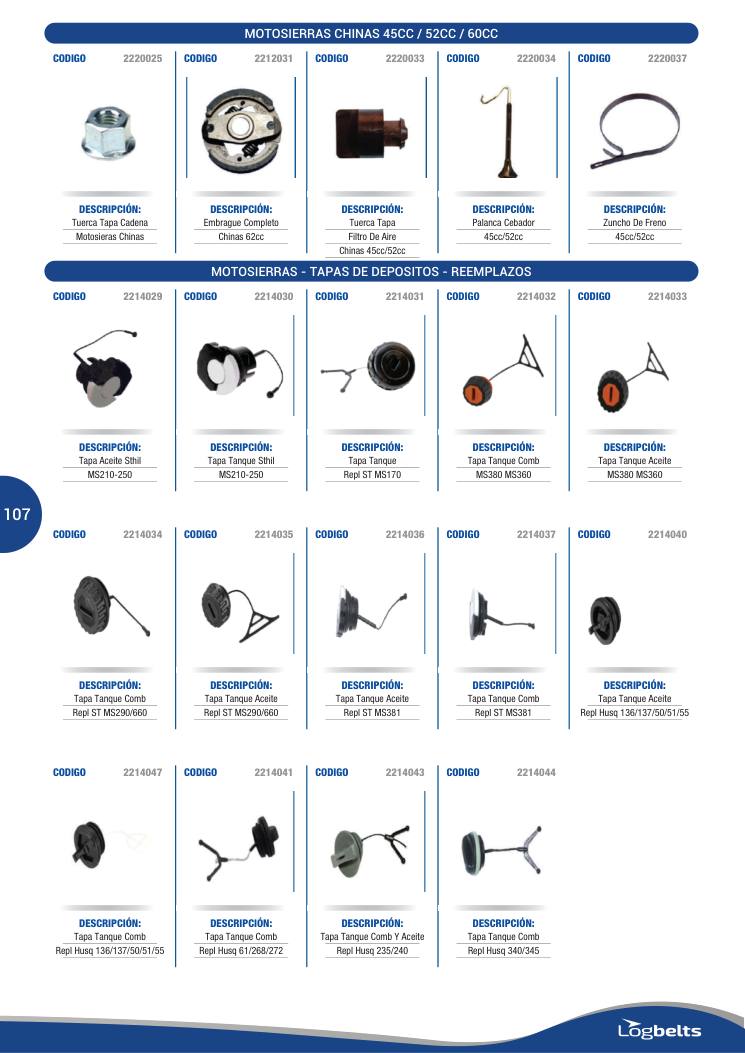 MOTOSIERRAS CHINAS 45CC / 52CC / 60CC
CODIGO 2220025
DESCRIPCIÓN:
Tuerca Tapa Cadena
Motosieras Chinas
CODIGO 2212031
DESCRIPCIÓN:
Embrague Completo
Chinas 62cc
CODIGO 2220033
DESCRIPCIÓN:
Tuerca Tapa
Filtro De Aire
Chinas 45cc/52cc
CODIGO 2220034
DESCRIPCIÓN:
Palanca Cebador
45cc/52cc
CODIGO 2220037
DESCRIPCIÓN:
Zuncho De Freno
45cc/52cc
MOTOSIERRAS - TAPAS DE DEPOSITOS - REEMPLAZOS
CODIGO 2214029
DESCRIPCIÓN:
Tapa Aceite Sthil
MS210-250
CODIGO 2214030
DESCRIPCIÓN:
Tapa Tanque Sthil
MS210-250
CODIGO 2214031
DESCRIPCIÓN:
Tapa Tanque
Repl ST MS170
CODIGO 2214032
DESCRIPCIÓN:
Tapa Tanque Comb
MS380 MS360
CODIGO 2214033
DESCRIPCIÓN:
Tapa Tanque Aceite
MS380 MS360
107
CODIGO 2214034
DESCRIPCIÓN:
Tapa Tanque Comb
Repl ST MS290/660
CODIGO 2214035
DESCRIPCIÓN:
Tapa Tanque Aceite
Repl ST MS290/660
CODIGO 2214036
DESCRIPCIÓN:
Tapa Tanque Aceite
Repl ST MS381
CODIGO 2214037
DESCRIPCIÓN:
Tapa Tanque Comb
Repl ST MS381
CODIGO 2214040
DESCRIPCIÓN:
Tapa Tanque Aceite
Repl Husq 136/137/50/51/55
CODIGO 2214047
DESCRIPCIÓN:
Tapa Tanque Comb
Repl Husq 136/137/50/51/55
CODIGO 2214041
DESCRIPCIÓN:
Tapa Tanque Comb
Repl Husq 61/268/272
CODIGO 2214043
DESCRIPCIÓN:
Tapa Tanque Comb Y Aceite
Repl Husq 235/240
CODIGO 2214044
DESCRIPCIÓN:
Tapa Tanque Comb
Repl Husq 340/345
Logbelts